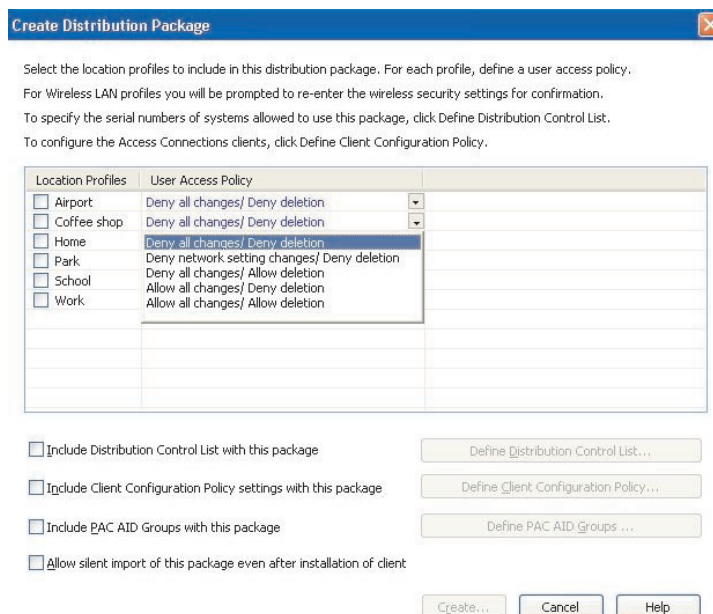 Create Distribution Package
Select the location profiles to include in this distribution package. For each profile, define a user access policy.
For Wireless LAN profiles you will be prompted to re-enter the wireless security settings for confirmation.
To specify the serial numbers of systems allowed to use this package, click Define Distribution Control List.
To configure the Access Connections clients, click Define Client Configuration Policy.
Location Profiles User Access Policy
Airport Deny all changes/ Deny deletion
Coffee shop Deny all changes/ Deny deletion
Home Deny all changes/ Deny deletion
Park Deny network setting changes/ Deny deletion
School Deny all changes/ Allow deletion
Work Allow all changes/ Deny deletion
Allow all changes/ Allow deletion
Include Distribution Control List with this package Define Distribution Control List...
Include Client Configuration Policy settings with this package Define Client Configuration Policy...
Include PAC AID Groups with this package Define PAC AID Groups ...
Allow silent import of this package even after installation of client
Create... Cancel Help